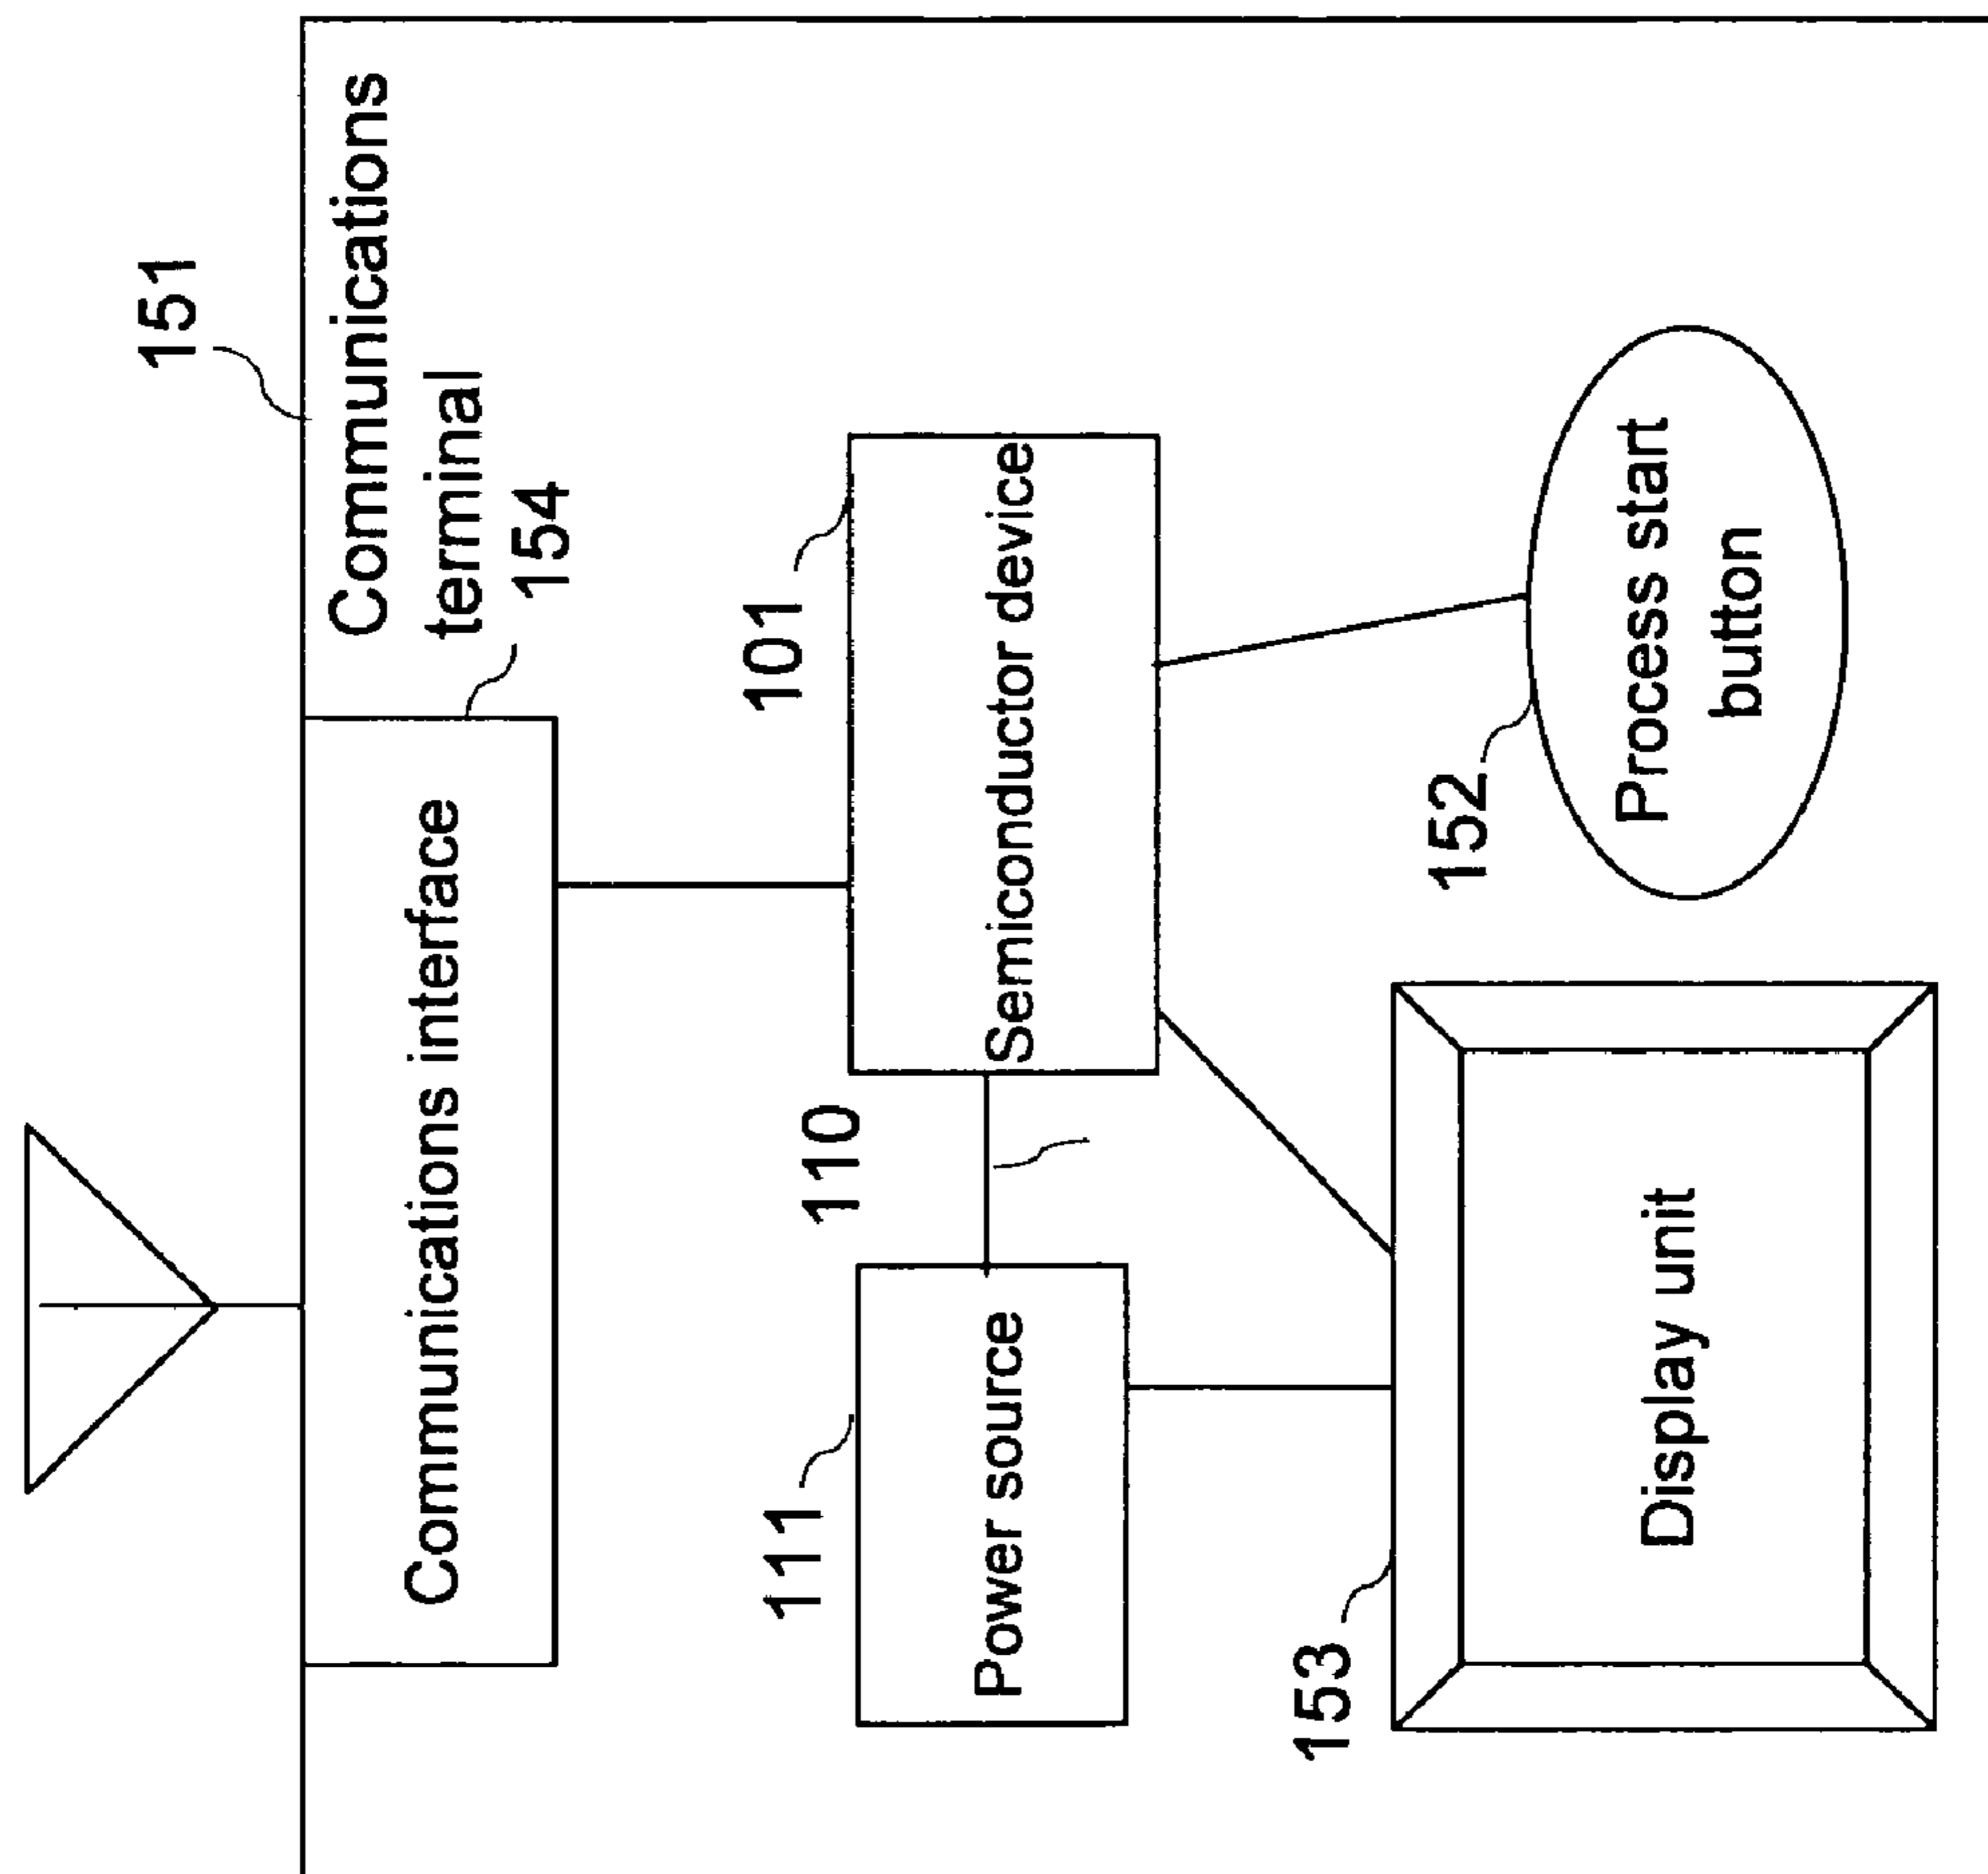 151
Communications
terminal
154
Communications interface
101
Semiconductor device
110
111
Power source
152
Process start
button
153
Display unit